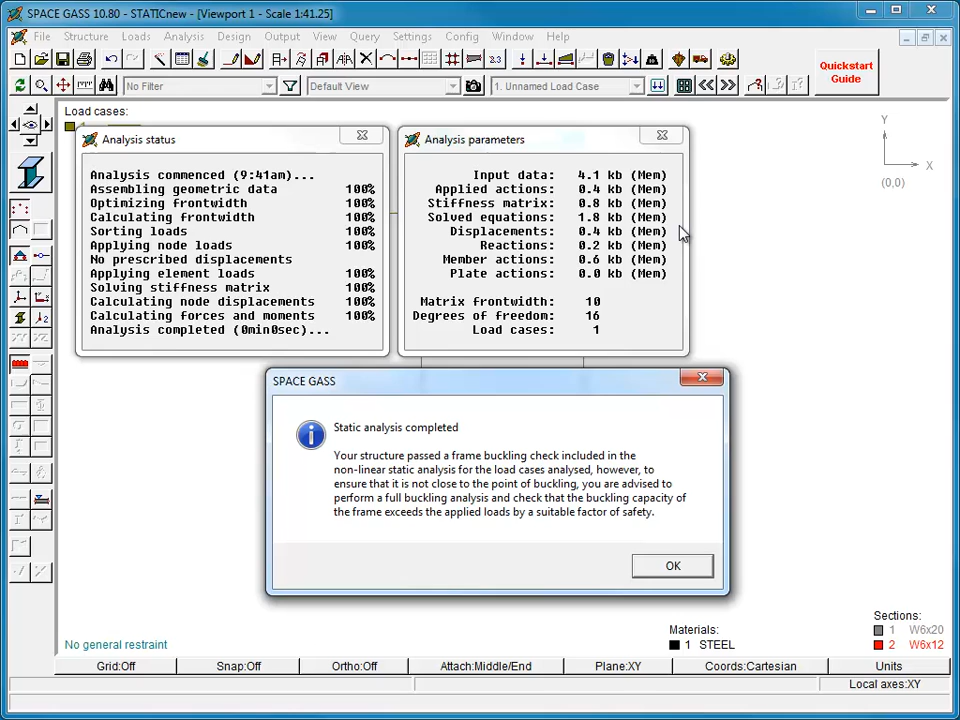 SPACE GASS 10.80 - STATICnew - [Viewport 1 - Scale 1:41.25]
File Structure Loads Analysis Design Output View Query Settings Config Window Help
2.3
Quickstart
Guide
No Filter
Default View
1. Unnamed Load Case
Load cases:
Analysis status
Analysis commenced (9:41am)...
Assembling geometric data 100%
Optimizing frontwidth 100%
Calculating frontwidth 100%
Sorting loads 100%
Applying node loads 100%
No prescribed displacements
Applying element loads 100%
Solving stiffness matrix 100%
Calculating node displacements 100%
Calculating forces and moments 100%
Analysis completed (0min0sec)...
Analysis parameters
Input data: 4.1 kb (Mem)
Applied actions: 0.4 kb (Mem)
Stiffness matrix: 0.8 kb (Mem)
Solved equations: 1.8 kb (Mem)
Displacements: 0.4 kb (Mem)
Reactions: 0.2 kb (Mem)
Member actions: 0.6 kb (Mem)
Plate actions: 0.0 kb (Mem)
Matrix frontwidth: 10
Degrees of freedom: 16
Load cases: 1
Y
X
(0,0)
SPACE GASS
Static analysis completed
Your structure passed a frame buckling check included in the
non-linear static analysis for the load cases analysed, however, to
ensure that it is not close to the point of buckling, you are advised to
perform a full buckling analysis and check that the buckling capacity of
the frame exceeds the applied loads by a suitable factor of safety.
OK
No general restraint
Materials:
1 STEEL
Sections:
1 W6x20
2 W6x12
Grid:Off
Snap:Off
Ortho:Off
Attach:Middle/End
Plane:XY
Coords:Cartesian
Units
Local axes:XY